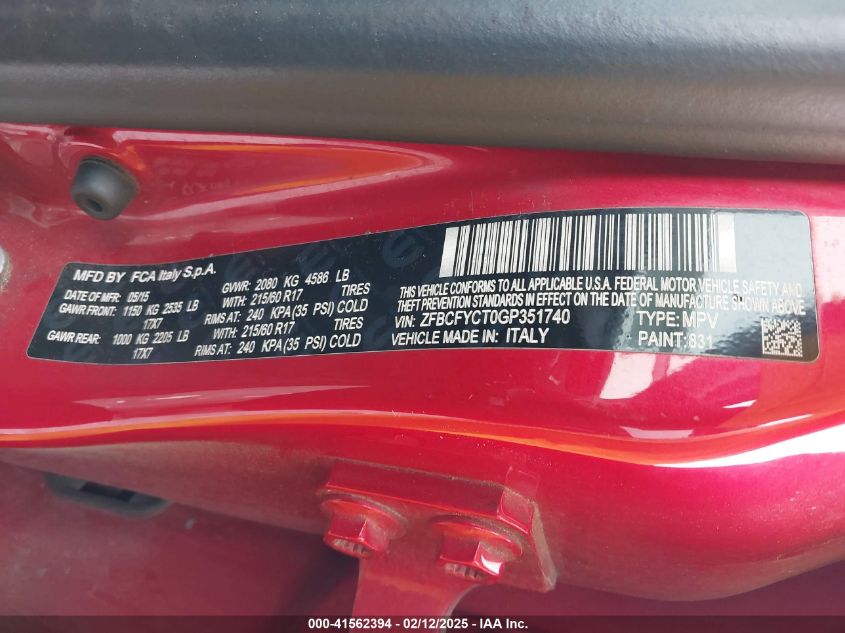 MFD BY FCA Italy S.p.A.
DATE OF MFR: 05/15 GVWR: 2080 KG 4586 LB
GAWR FRONT: 1150 KG 2535 LB WITH: 215/60 R17 TIRES
17X7 RIMS AT: 240 KPA(35 PSI) COLD
GAWR REAR: 1000 KG 2205 LB WITH: 215/60 R17 TIRES
17X7 RIMS AT: 240 KPA(35 PSI) COLD
THIS VEHICLE CONFORMS TO ALL APPLICABLE U.S.A. FEDERAL MOTOR VEHICLE SAFETY AND
THEFT PREVENTION STANDARDS IN EFFECT ON THE DATE OF MANUFACTURE SHOWN ABOVE.
VIN: ZFBCFYCT0GP351740 TYPE: MPV
VEHICLE MADE IN: ITALY PAINT: 831
000-41562394 - 02/12/2025 - IAA Inc.